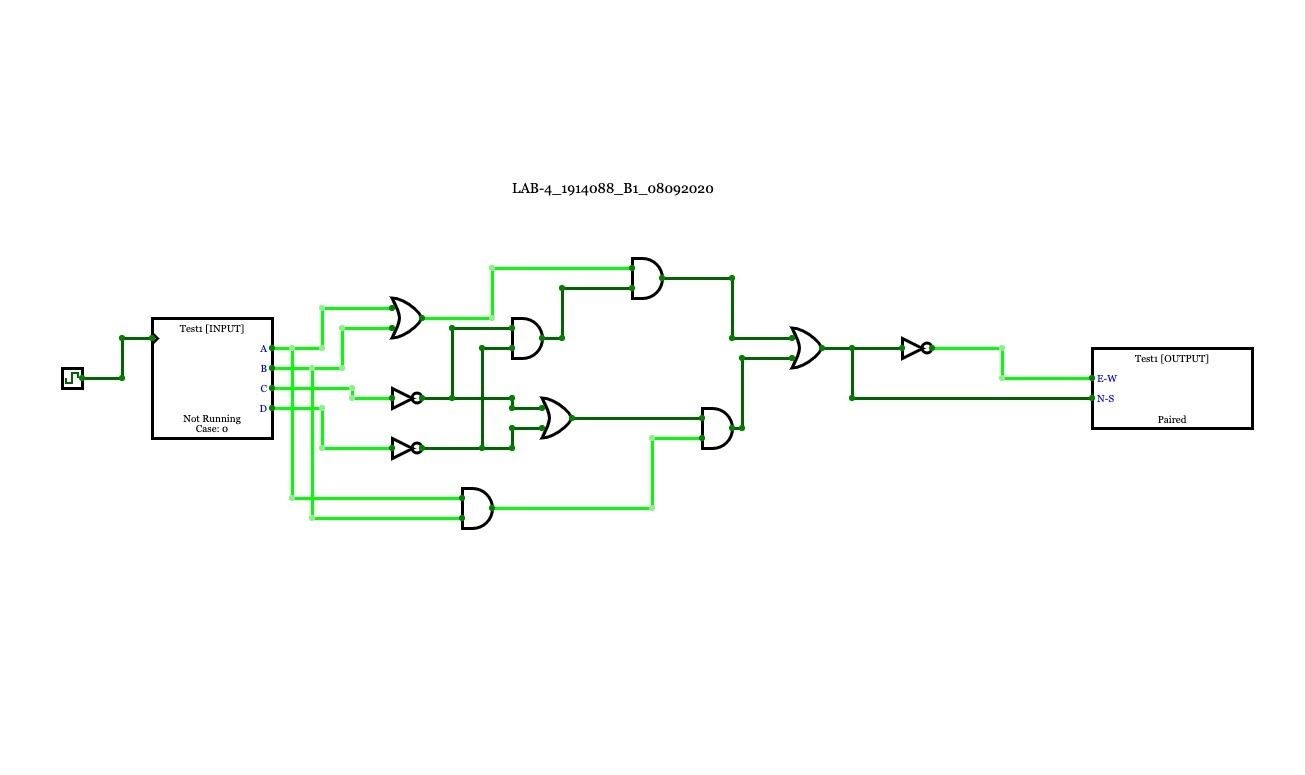 LAB-4_1914088_B1_08092020
Test1 [INPUT]
A
B
C
D
Not Running
Case: 0
Test1 [OUTPUT]
E-W
N-S
Paired